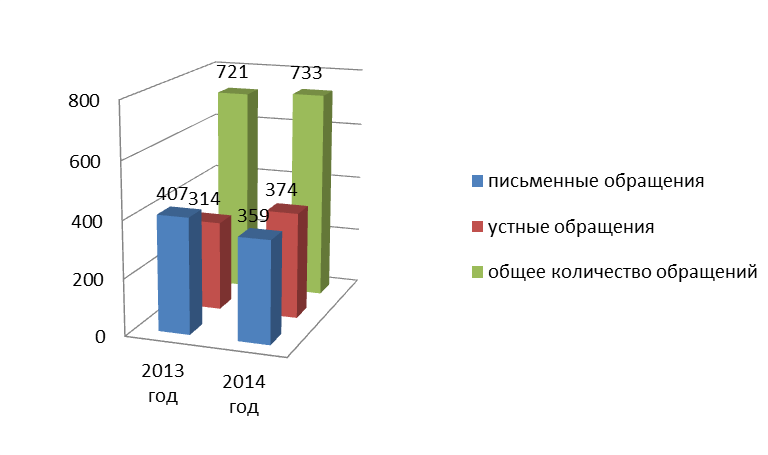 721
733
800
600
400
200
0
407
314
359
374
2013
год
2014
год
письменные обращения
устные обращения
общее количество обращений